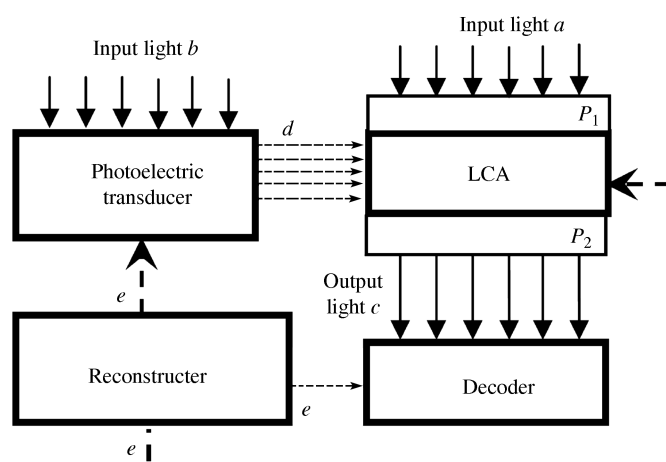 Input light b
Input light a
d
P1
Photoelectric
transducer
LCA
P2
Output
light c
e
Reconstructer
Decoder
e
e